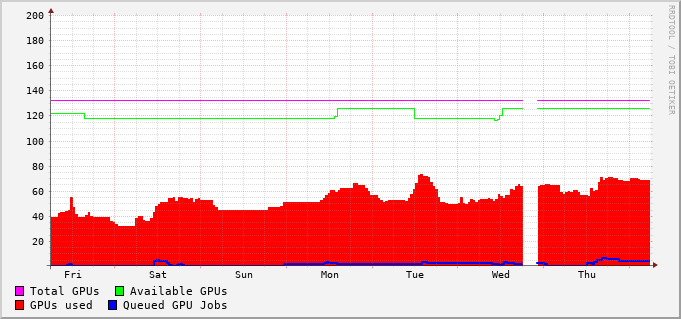 200
180
160
140
120
100
80
60
40
20
Fri Sat Sun Mon Tue Wed Thu
Total GPUs Available GPUs
GPUs used Queued GPU Jobs
RRDTOOL / TOBI OETIKER